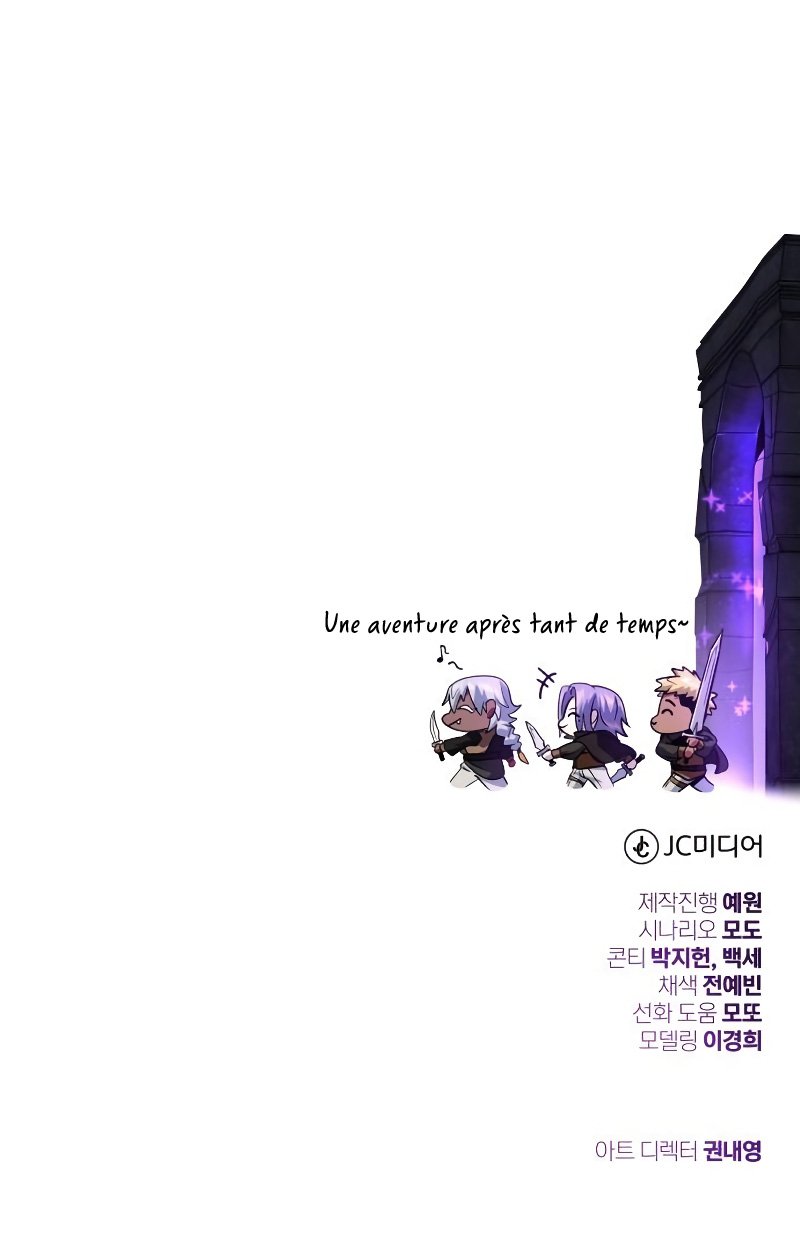 Une aventure après tant de temps~
JC미디어
제작진행 예원
시나리오 모도
콘티 박지헌, 백세
채색 전예빈
선화 도움 모또
모델링 이경희
아트 디렉터 권내영